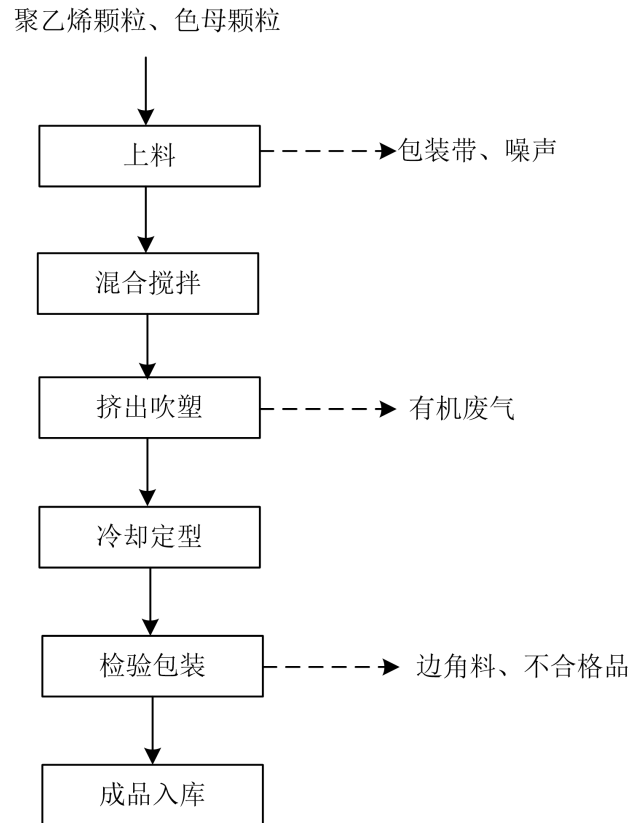 聚乙烯颗粒、色母颗粒
上料
包装带、噪声
混合搅拌
挤出吹塑
有机废气
冷却定型
检验包装
边角料、不合格品
成品入库